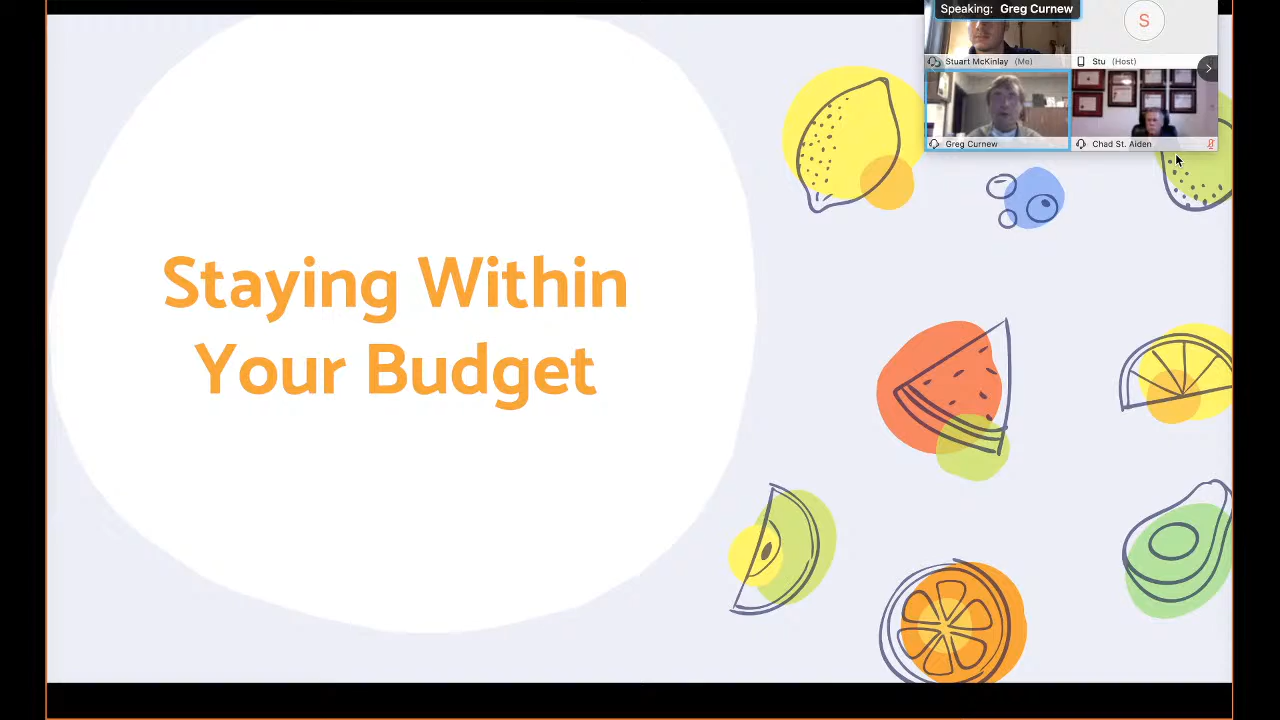 Speaking: Greg Curnew
S
Stuart McKinlay (Me)
Stu (Host)
Greg Curnew
Chad St. Aiden
Staying Within
Your Budget